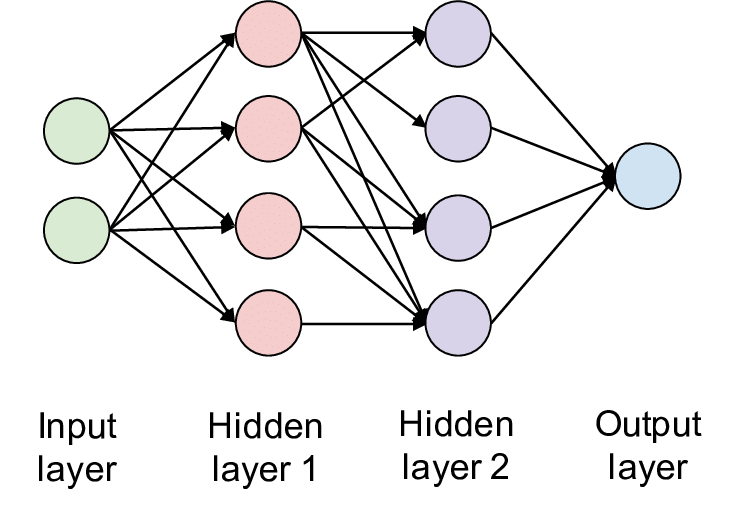 Input
layer
Hidden
layer 1
Hidden
layer 2
Output
layer